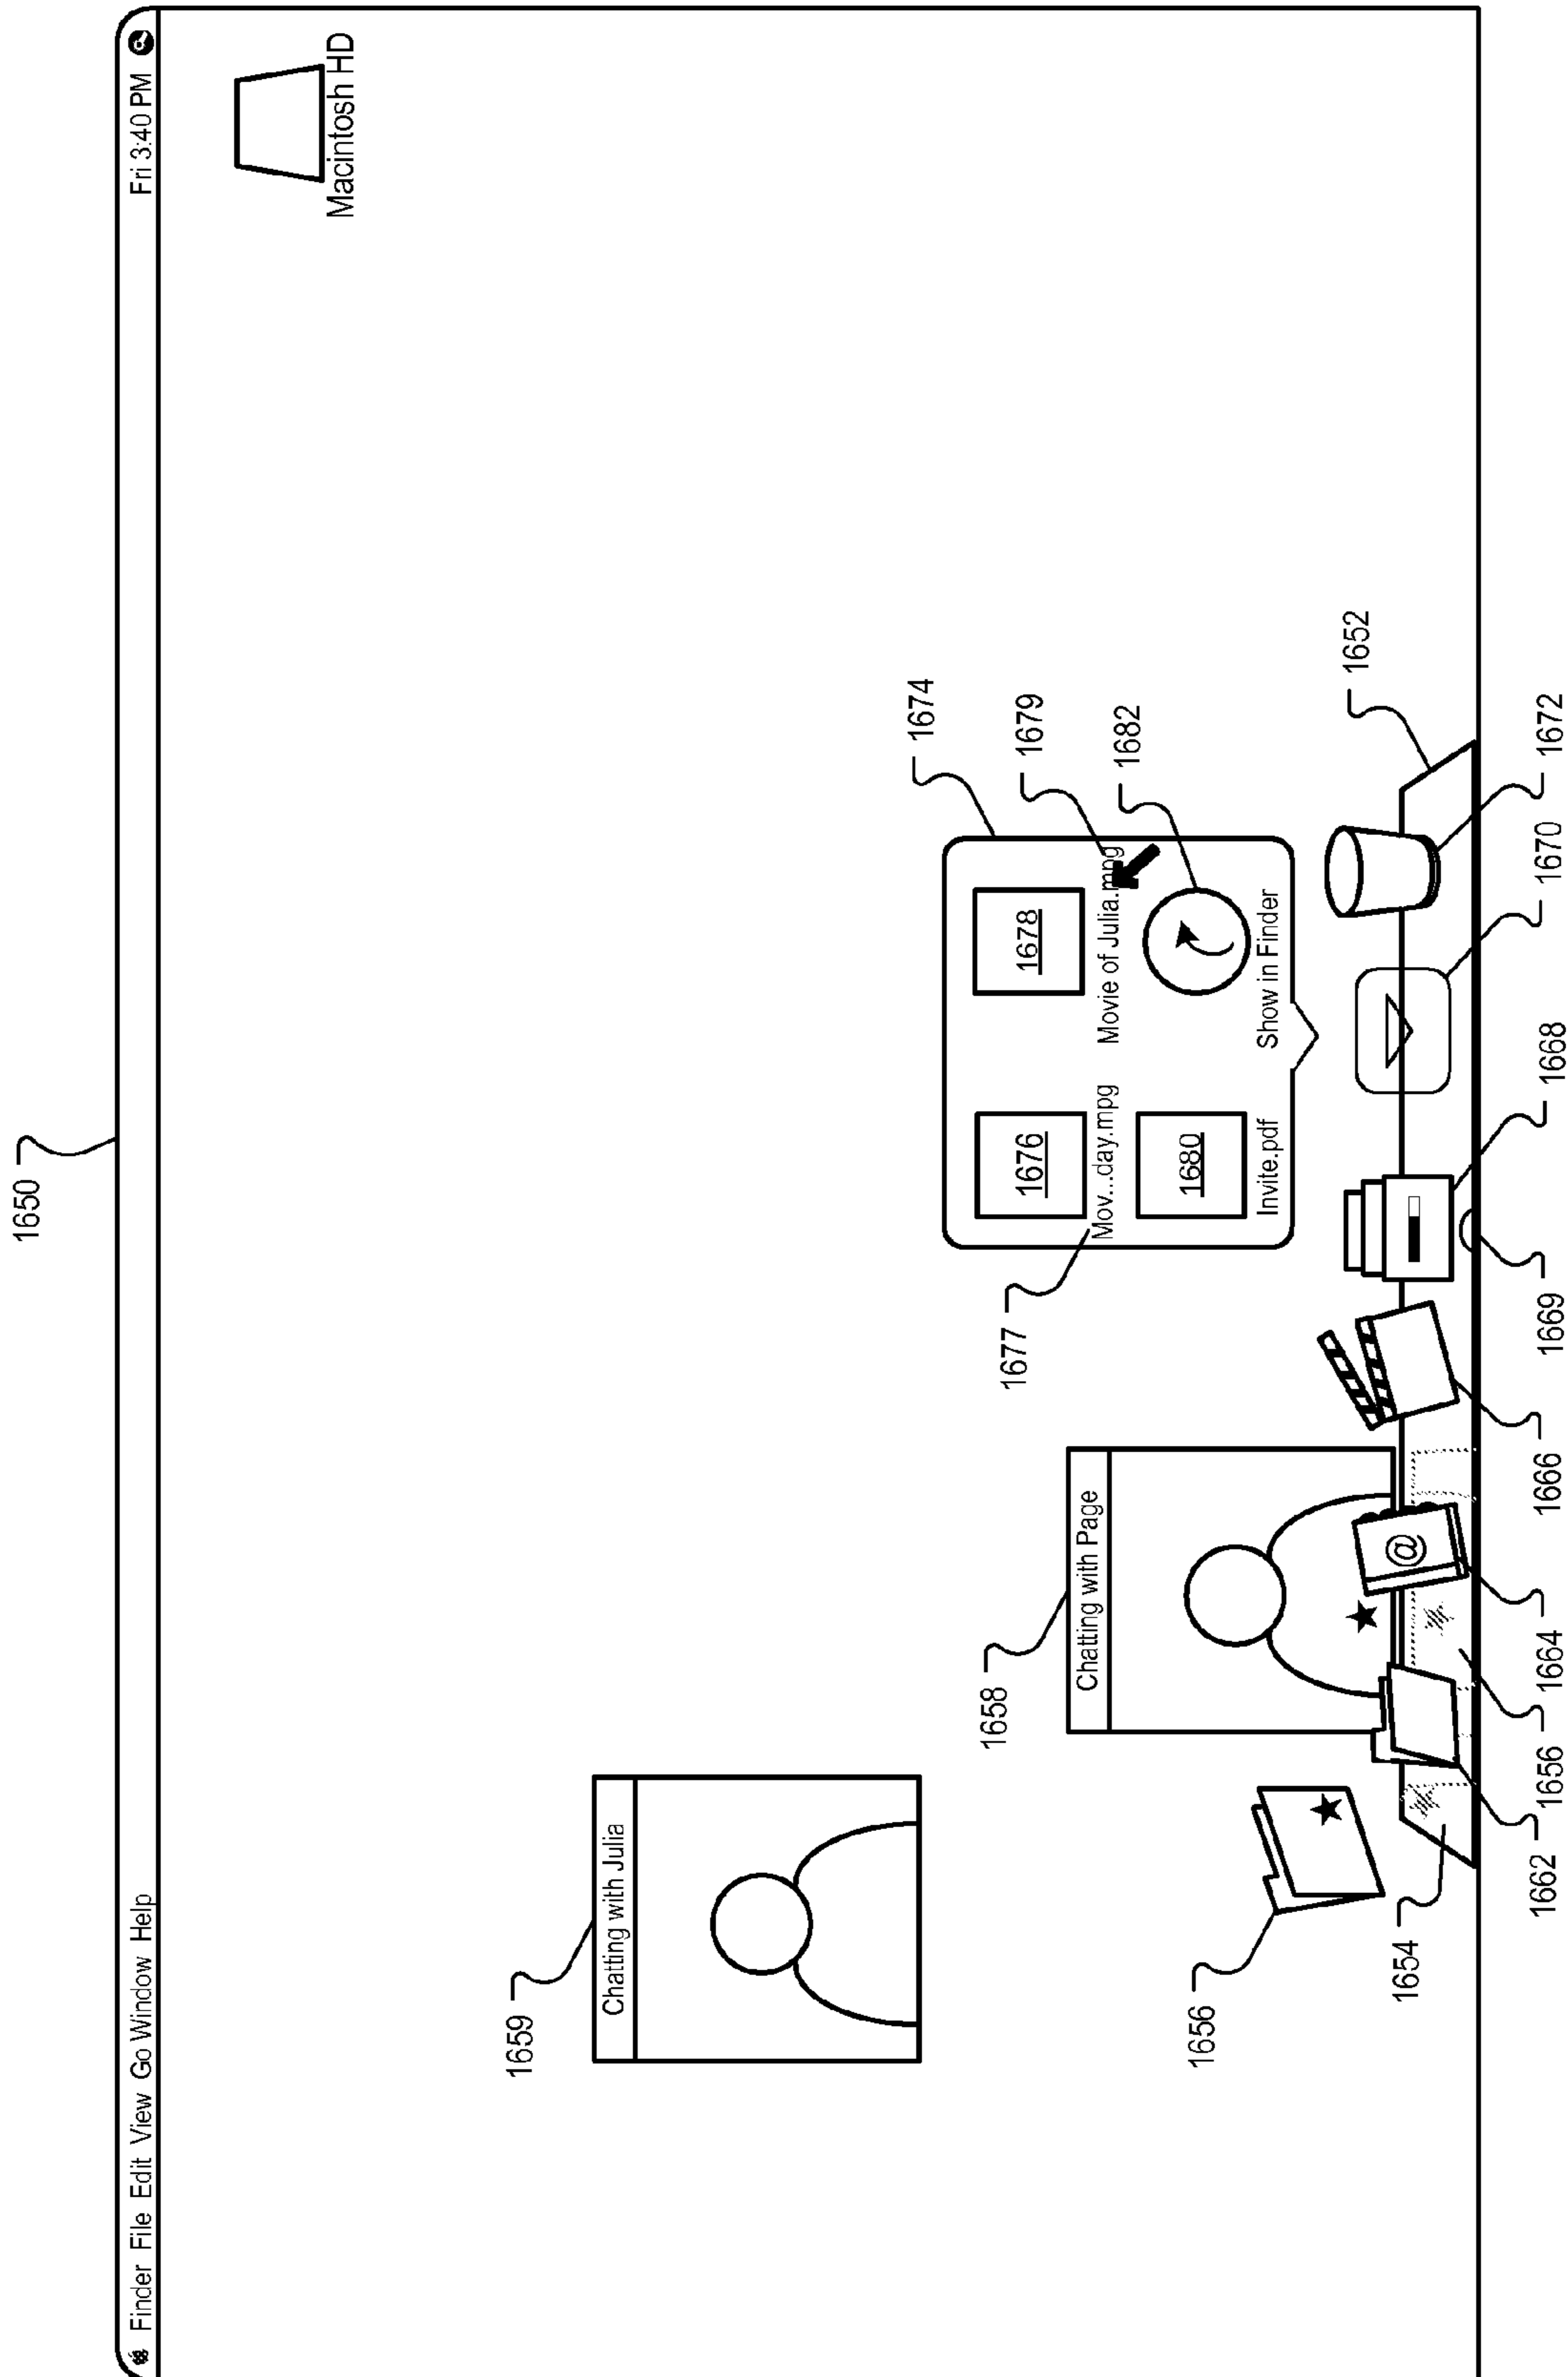 1650
Finder File Edit View Go Window Help
Fri 3:40 PM
Macintosh HD
1659
Chatting with Julia
1658
Chatting with Page
1656
1654
1674
1679
1682
1677
1676
1678
Mov...day.mpg
Movie of Julia.mpg
1680
Invite.pdf
Show in Finder
1652
@
1662
1656
1664
1666
1669
1668
1670
1672